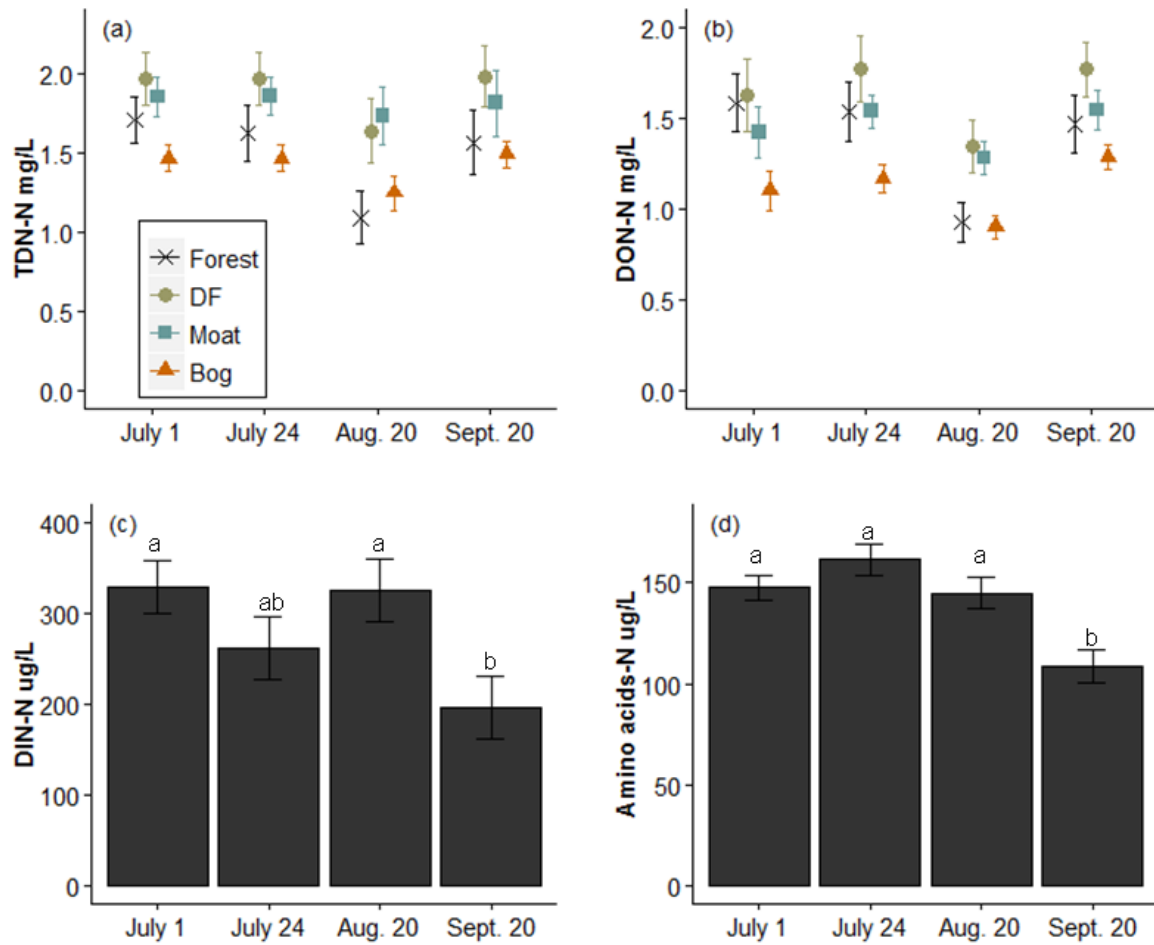 (a)
TDN-N mg/L
2.0
1.5
1.0
0.5
0.0
Forest
DF
Moat
Bog
July 1 July 24 Aug. 20 Sept. 20
(b)
DON-N mg/L
2.0
1.5
1.0
0.5
0.0
July 1 July 24 Aug. 20 Sept. 20
(c)
DIN-N ug/L
400
300
200
100
0
a ab a b
July 1 July 24 Aug. 20 Sept. 20
(d)
Amino acids-N ug/L
150
100
50
0
a a a b
July 1 July 24 Aug. 20 Sept. 20